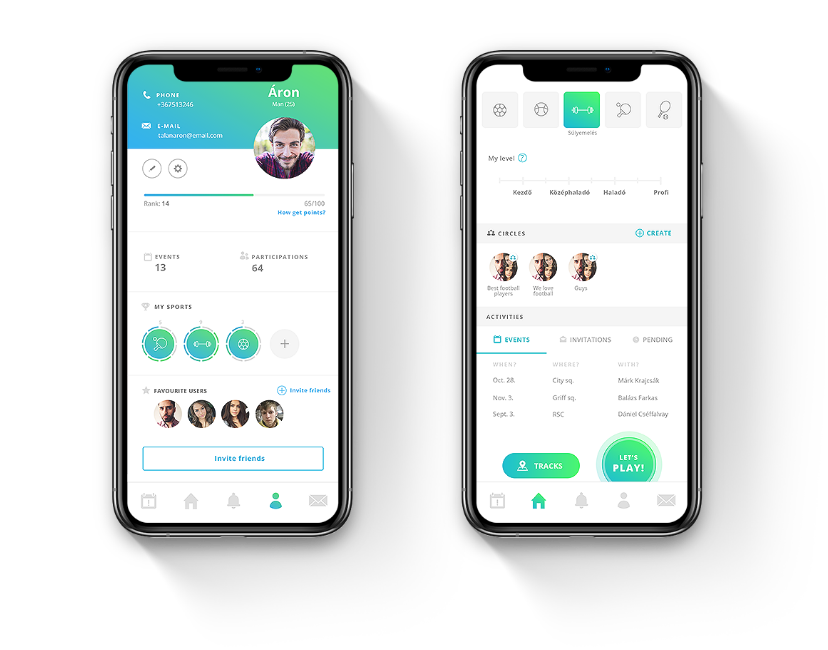 PHONE
+367513246
Áron
Man (25)
E-MAIL
talanaron@email.com
Rank: 14
65/100
How get points?
EVENTS
13
PARTICIPATIONS
64
MY SPORTS
5
9
2
FAVOURITE USERS
Invite friends
Invite friends
Súlyemelés
My level ?
Kezdő
Középhaladó
Haladó
Profi
CIRCLES
CREATE
Best football
players
We love
football
Guys
ACTIVITIES
EVENTS
INVITATIONS
PENDING
WHEN?
WHERE?
WITH?
Oct. 28.
City sq.
Márk Krajcsák
Nov. 3.
Griff sq.
Balázs Farkas
Sept. 3.
RSC
Dániel Cséffalvay
TRACKS
LET'S
PLAY!